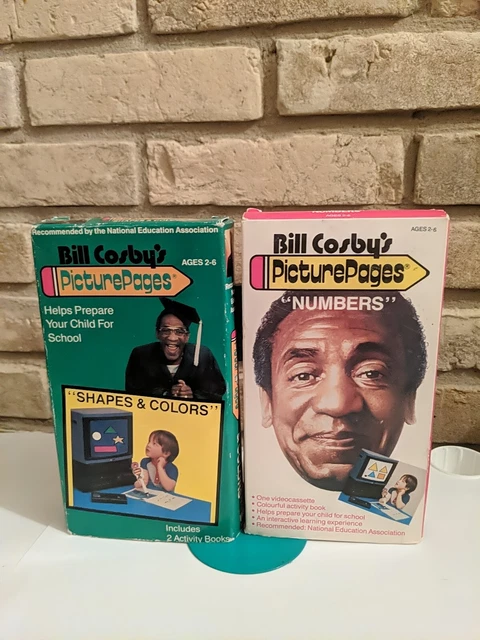 Recommended by the National Education Association
Bill Cosby's
AGES 2-6
PicturePages®
Helps Prepare
Your Child For
School
"SHAPES & COLORS"
Includes
2 Activity Books
NUMBERS
AGES 2-6
Bill Cosby's
PicturePages®
"NUMBERS"
• One videocassette
• Colourful activity book
• Helps prepare your child for school
• An interactive learning experience
• Recommended: National Education Association